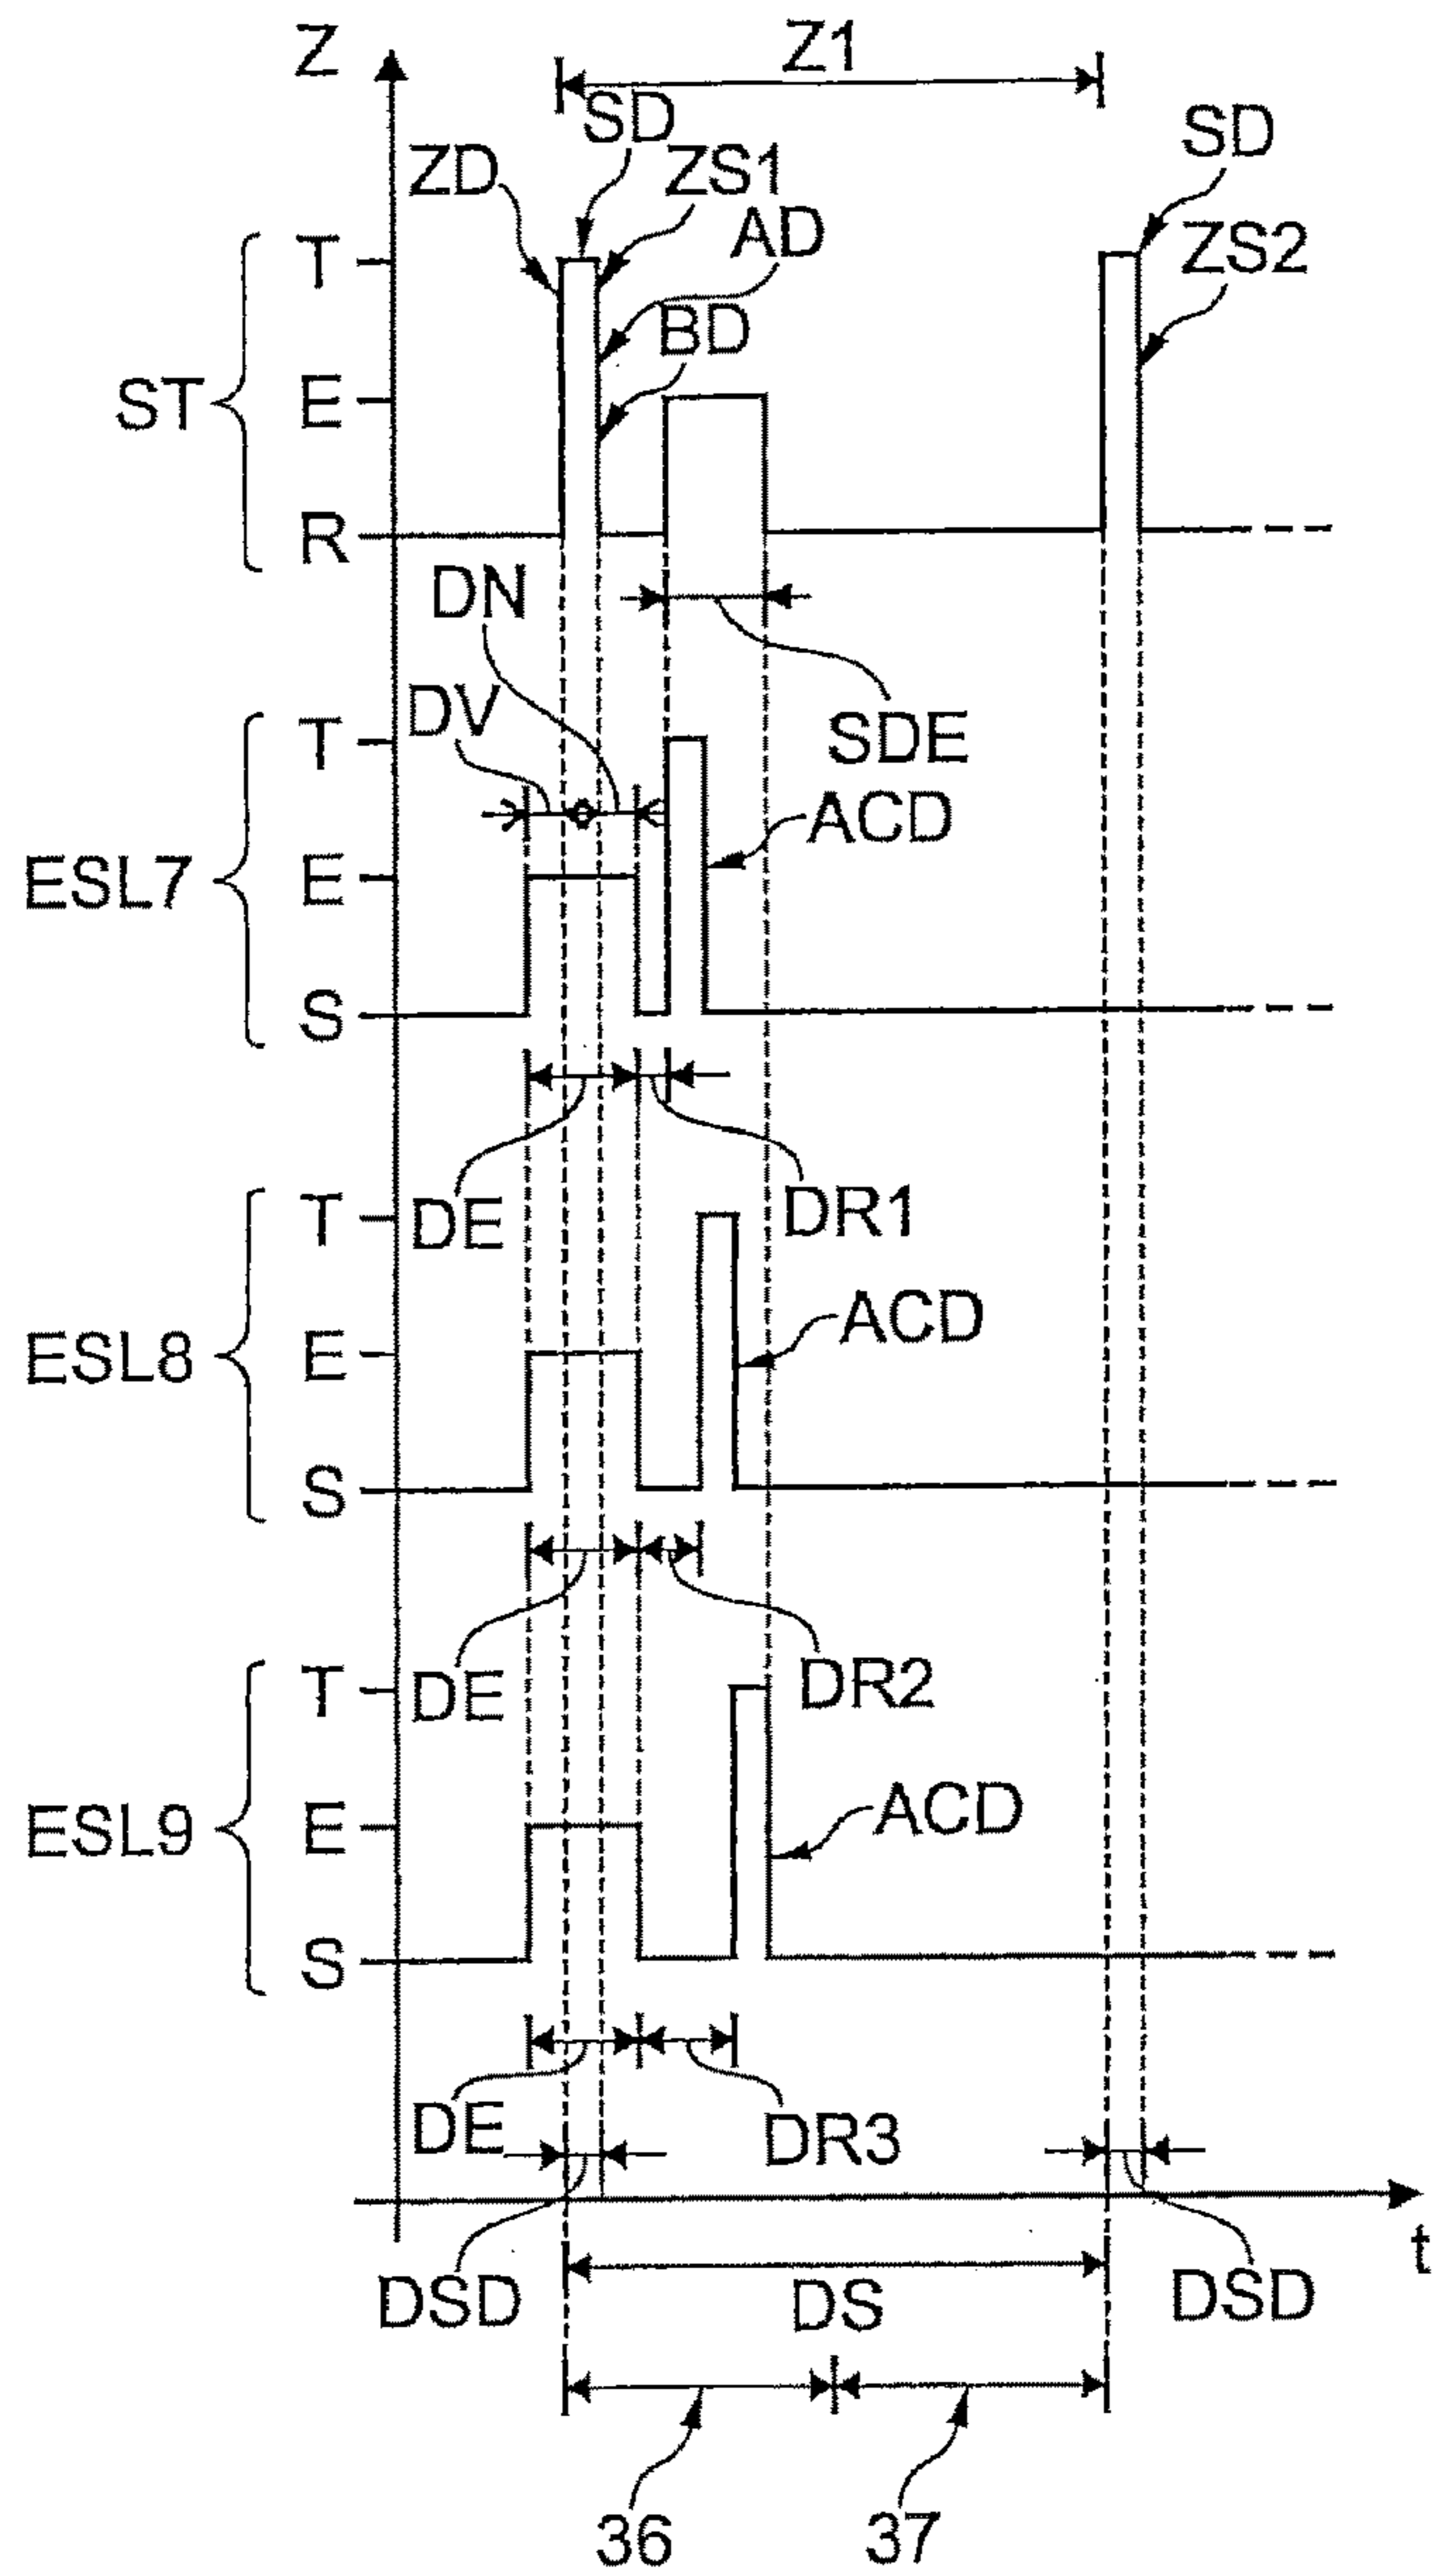 Z
Z1
SD
SD
ZD
ZS1
AD
ZS2
T
BD
ST
E
R
DN
DV
SDE
T
ACD
ESL7
E
S
DE
DR1
T
ACD
ESL8
E
S
DE
DR2
T
ACD
ESL9
E
S
DE
DR3
t
DSD
DS
DSD
36
37